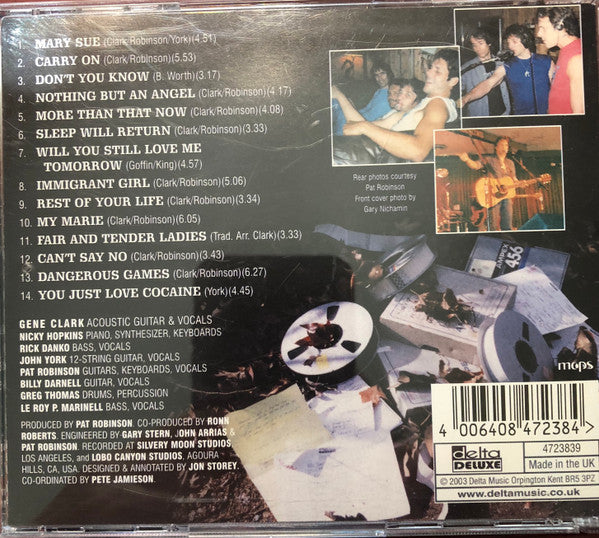 1. MARY SUE (Clark/Robinson/York)(4.51)
2. CARRY ON (Clark/Robinson)(5.53)
3. DON'T YOU KNOW (B. Worth)(3.17)
4. NOTHING BUT AN ANGEL (Clark/Robinson)(4.17)
5. MORE THAN THAT NOW (Clark/Robinson)(4.08)
6. SLEEP WILL RETURN (Clark/Robinson)(3.33)
7. WILL YOU STILL LOVE ME
TOMORROW (Goffin/King)(4.57)
8. IMMIGRANT GIRL (Clark/Robinson)(5.06)
9. REST OF YOUR LIFE (Clark/Robinson)(3.34)
10. MY MARIE (Clark/Robinson)(6.05)
11. FAIR AND TENDER LADIES (Trad. Arr. Clark)(3.33)
12. CAN'T SAY NO (Clark/Robinson)(3.43)
13. DANGEROUS GAMES (Clark/Robinson)(6.27)
14. YOU JUST LOVE COCAINE (York)(4.45)
Rear photos courtesy
Pat Robinson
Front cover photo by
Gary Nichamin
GENE CLARK ACOUSTIC GUITAR & VOCALS
NICKY HOPKINS PIANO, SYNTHESIZER, KEYBOARDS
RICK DANKO BASS, VOCALS
JOHN YORK 12-STRING GUITAR, VOCALS
PAT ROBINSON GUITARS, KEYBOARDS, VOCALS
BILLY DARNELL GUITAR, VOCALS
GREG THOMAS DRUMS, PERCUSSION
LE ROY P. MARINELL BASS, VOCALS
PRODUCED BY PAT ROBINSON CO-PRODUCED BY RONN
ROBERTS. ENGINEERED BY GARY STERN, JOHN ARRIAS &
PAT ROBINSON. RECORDED AT SILVERY MOON STUDIOS,
LOS ANGELES, AND LOBO CANYON STUDIOS, AGOURA
HILLS, CA, USA. DESIGNED & ANNOTATED BY JON STOREY
CO-ORDINATED BY PETE JAMIESON.
AMPEX
456
mops
4 006408 472384 >
delta
DELUXE
4723839
Made in the UK
© 2003 Delta Music Orpington Kent BR5 3PZ
www.deltamusic.co.uk